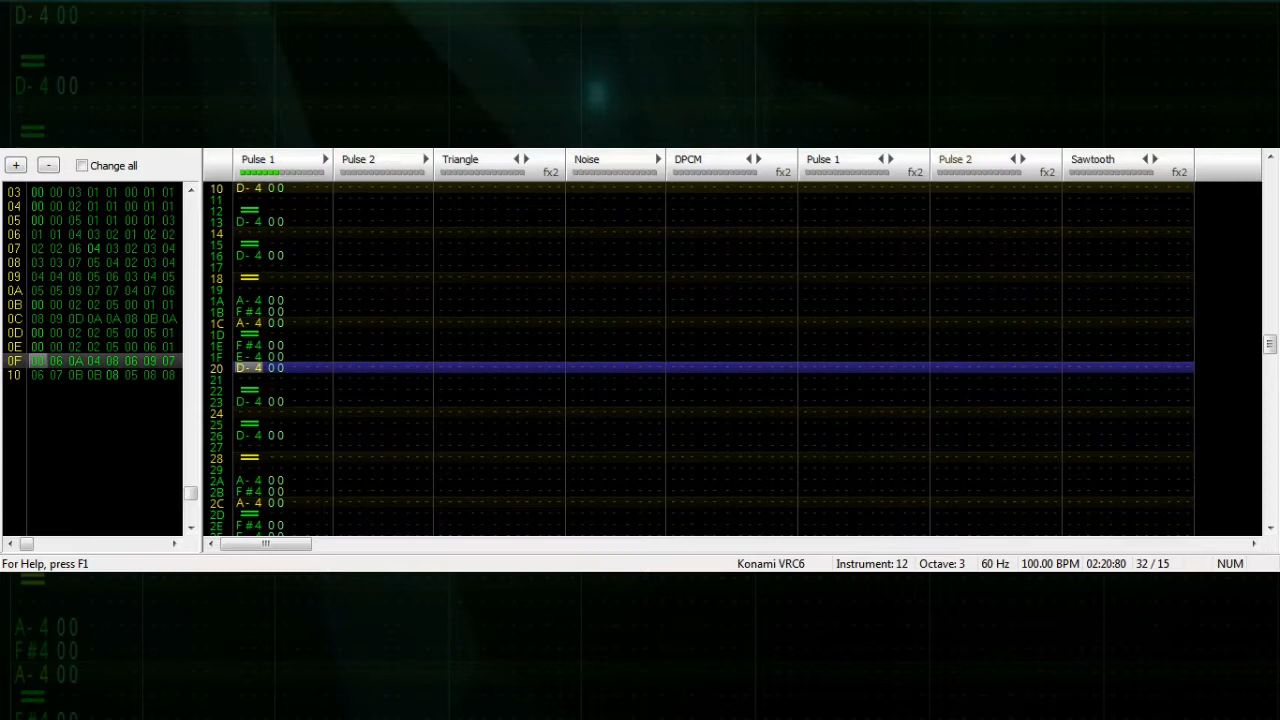 D- 4 00
D- 4 00
+ - Change all
Pulse 1 Pulse 2 Triangle Noise DPCM Pulse 1 Pulse 2 Sawtooth
fx2 fx2 fx2 fx2 fx2
03 00 00 03 01 01 00 01 01
04 00 00 02 01 01 00 01 01
05 00 00 05 01 01 00 01 03
06 01 01 04 03 02 01 02 02
07 02 02 06 04 03 02 03 04
08 03 03 07 05 04 02 03 04
09 04 04 08 05 06 03 04 05
0A 05 05 09 07 07 04 07 06
0B 00 00 02 02 05 00 01 01
0C 08 09 0D 0A 0A 08 0B 0A
0D 00 00 02 02 05 00 01 01
0E 00 00 02 02 05 00 06 05 01
0F 00 06 0A 04 08 06 09 07
10 06 07 0B 0B 08 05 08 08
10 D- 4 00
11
12
13 D- 4 00
14
15
16 D- 4 00
17
18
19
1A A- 4 00
1B F#4 00
1C A- 4 00
1D
1E F#4 00
1F E- 4 00
20 D- 4 00
21
22
23 D- 4 00
24
25
26 D- 4 00
27
28
29
2A A- 4 00
2B F#4 00
2C A- 4 00
2D
2E F#4 00
For Help, press F1 Konami VRC6 Instrument: 12 Octave: 3 60 Hz 100.00 BPM 02:20:80 32 / 15 NUM
A- 4 00
F#4 00
A- 4 00